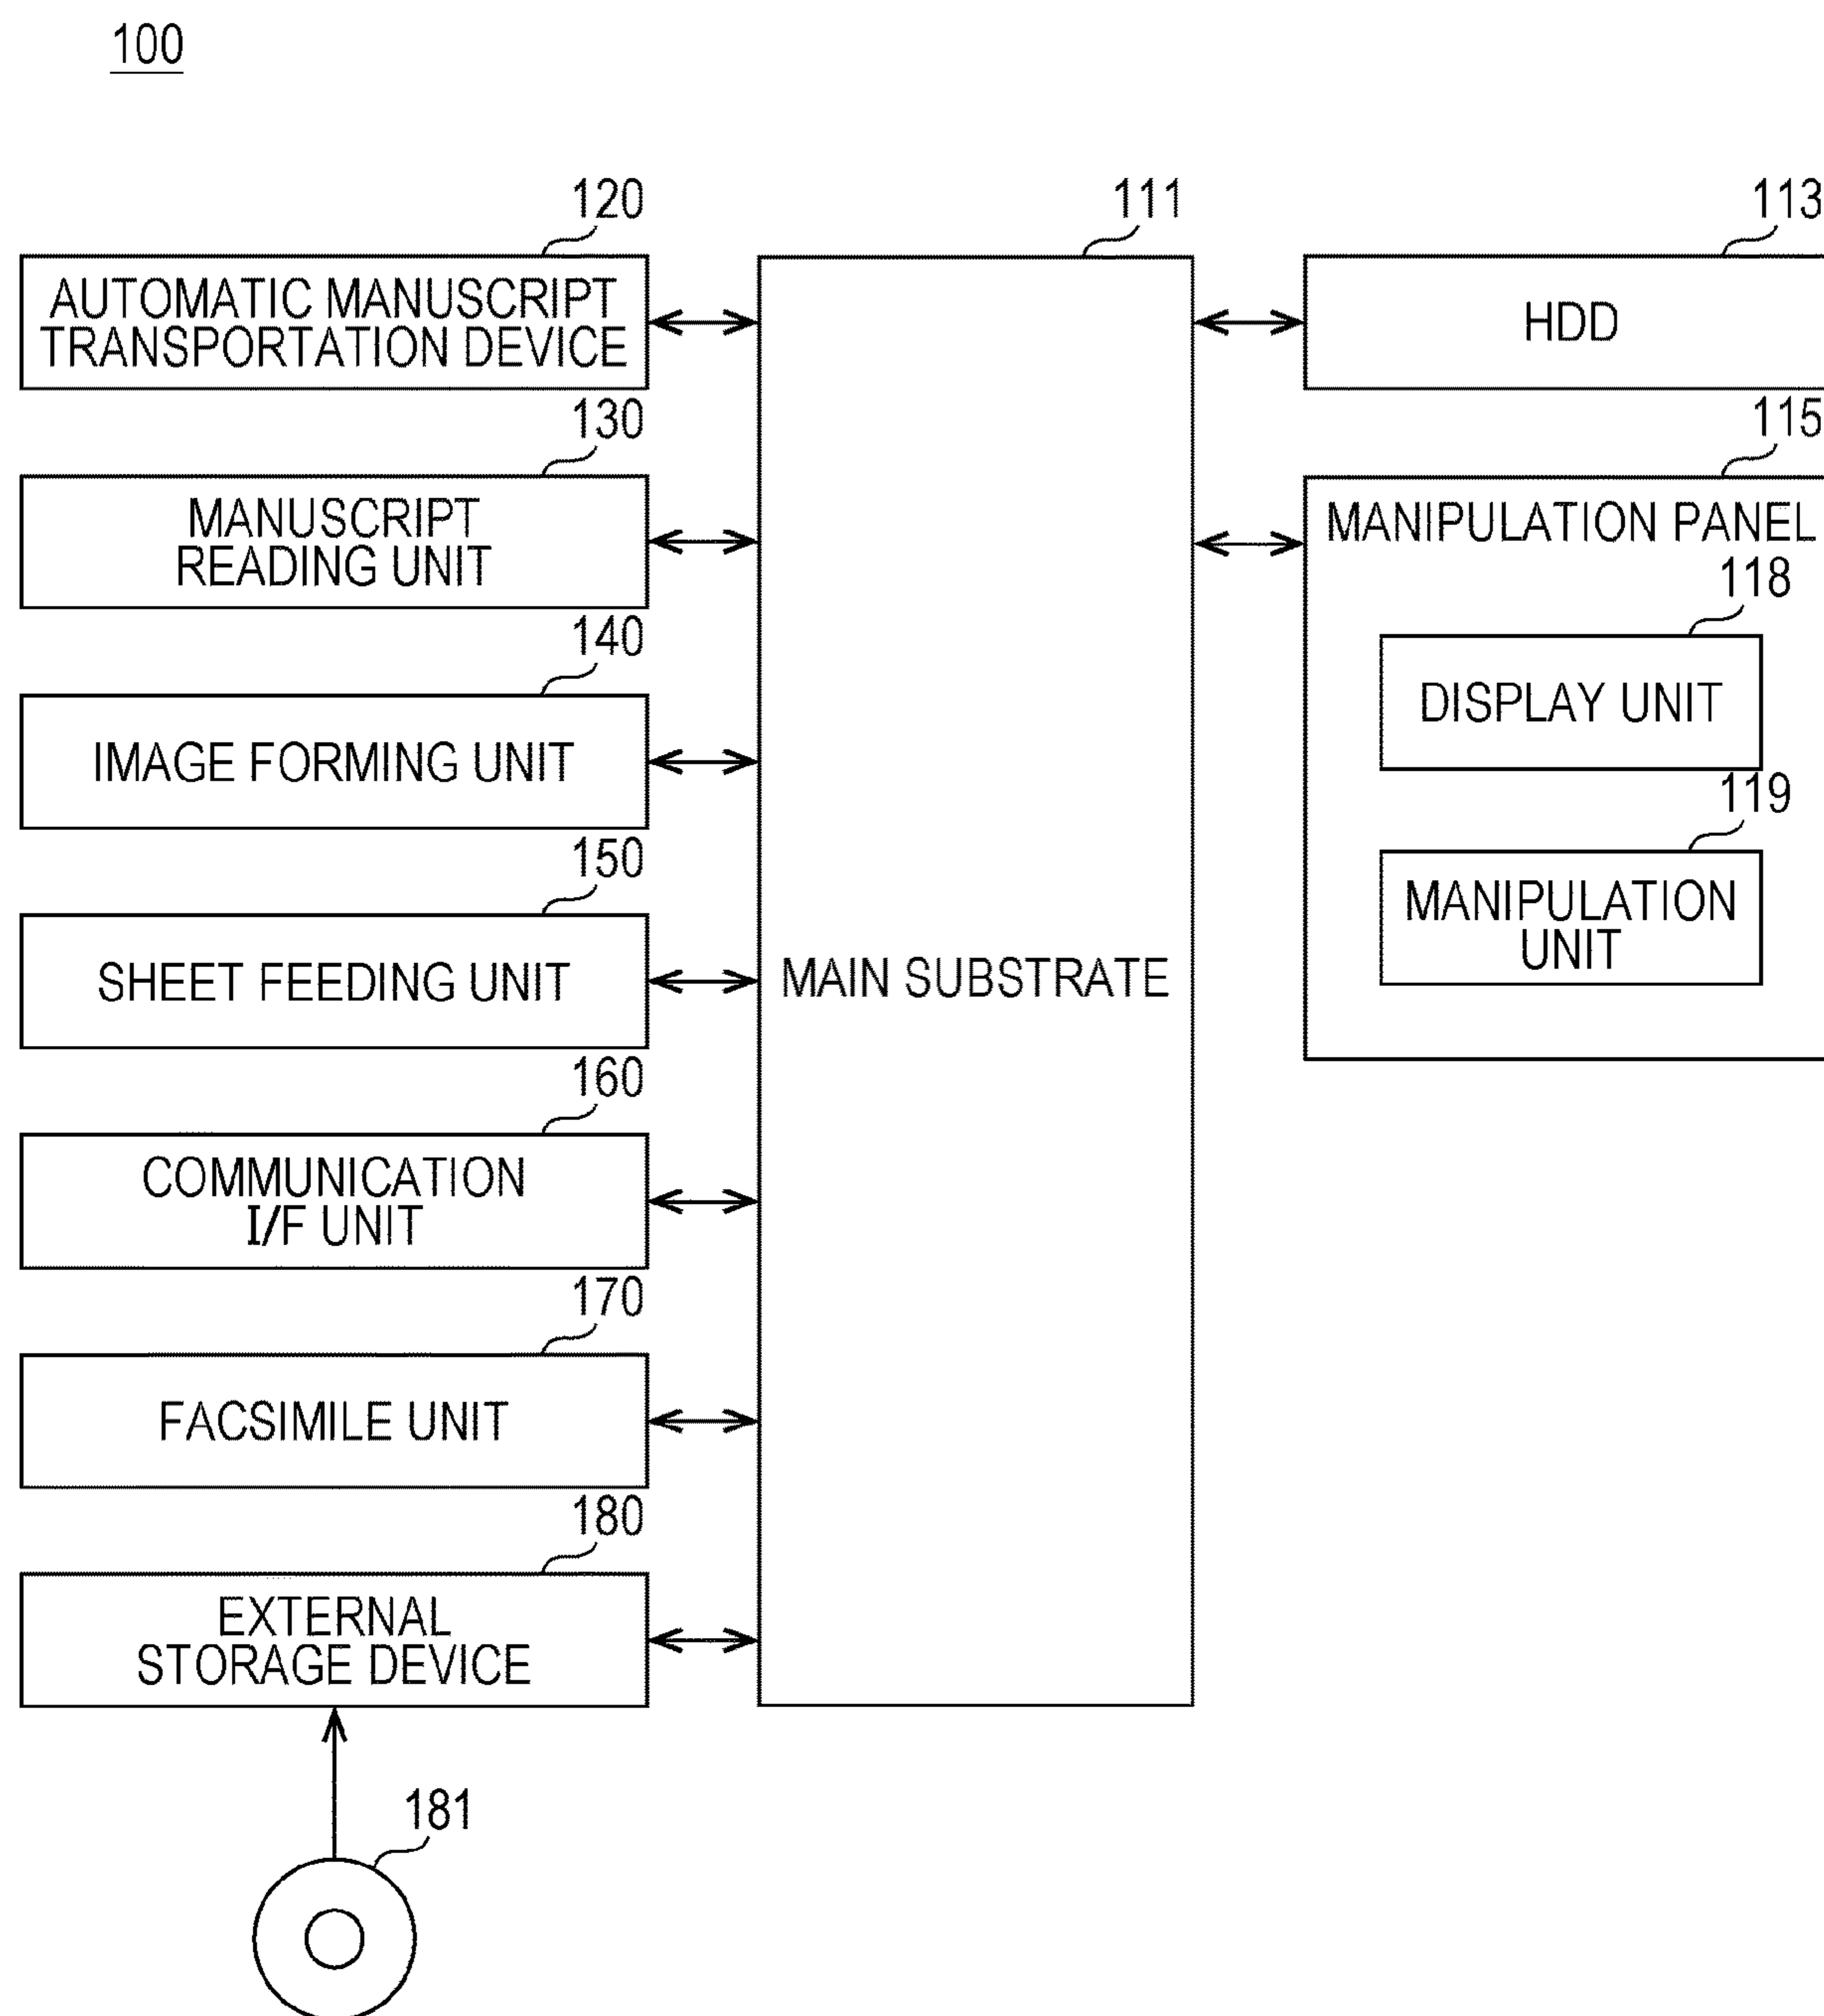 100
120
AUTOMATIC MANUSCRIPT
TRANSPORTATION DEVICE
130
MANUSCRIPT
READING UNIT
140
IMAGE FORMING UNIT
150
SHEET FEEDING UNIT
160
COMMUNICATION
I/F UNIT
170
FACSIMILE UNIT
180
EXTERNAL
STORAGE DEVICE
181
111
MAIN SUBSTRATE
113
HDD
115
MANIPULATION PANEL
118
DISPLAY UNIT
119
MANIPULATION
UNIT